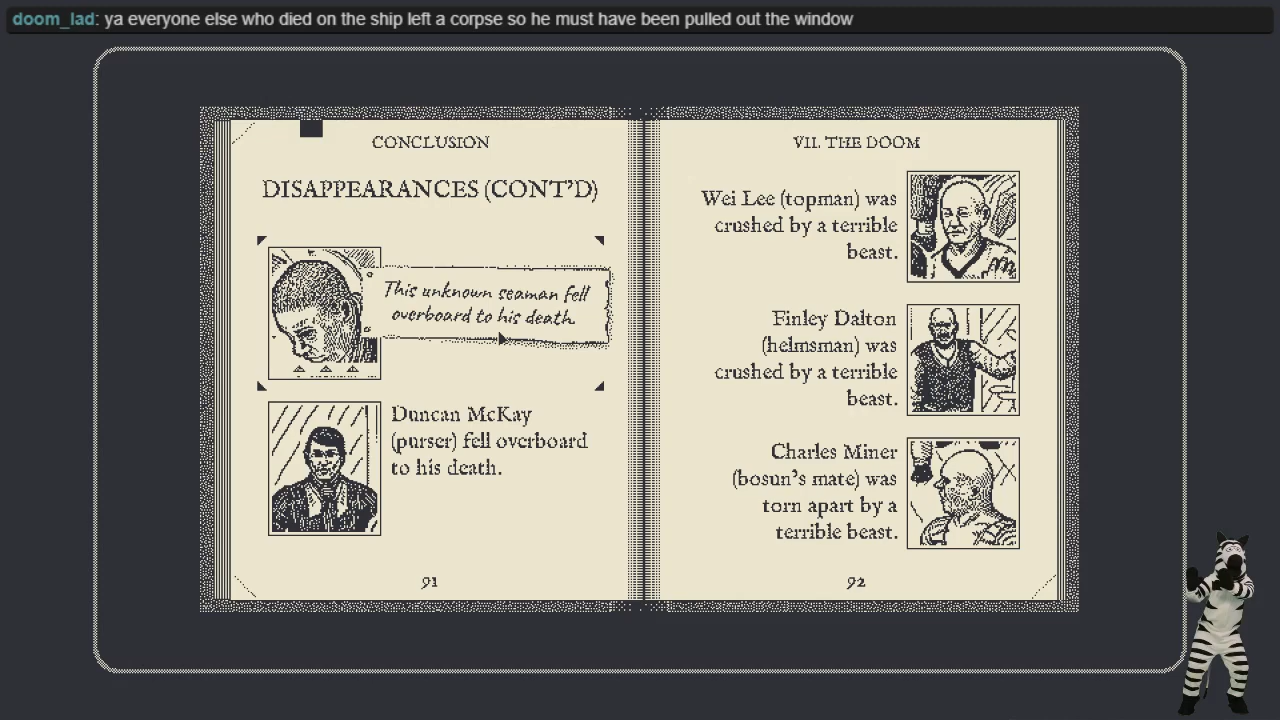 doom_lad: ya everyone else who died on the ship left a corpse so he must have been pulled out the window
CONCLUSION
DISAPPEARANCES (CONT'D)
This unknown seaman fell
overboard to his death.
Duncan McKay
(purser) fell overboard
to his death.
91
VII. THE DOOM
Wei Lee (topman) was
crushed by a terrible
beast.
Finley Dalton
(helmsman) was
crushed by a terrible
beast.
Charles Miner
(bosun's mate) was
torn apart by a
terrible beast.
92